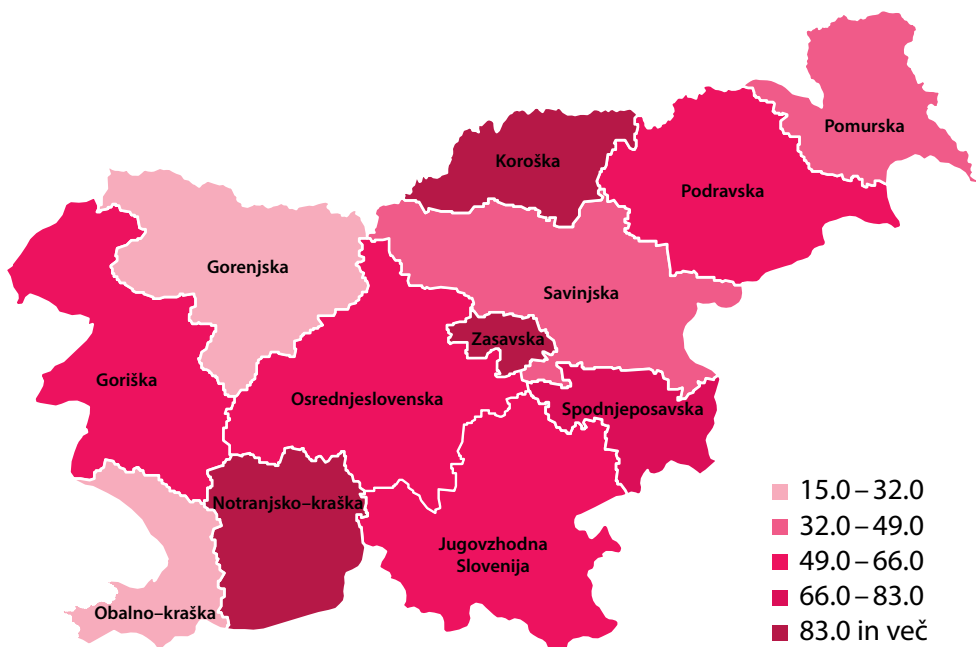 Pomurska
Koroška
Podravska
Gorenjska
Savinjska
Zasavska
Goriška
Osrednjeslovenska
Spodnjeposavska
Notranjsko–kraška
Jugovzhodna
Slovenija
Obalno–kraška
15.0–32.0
32.0–49.0
49.0–66.0
66.0–83.0
83.0 in več